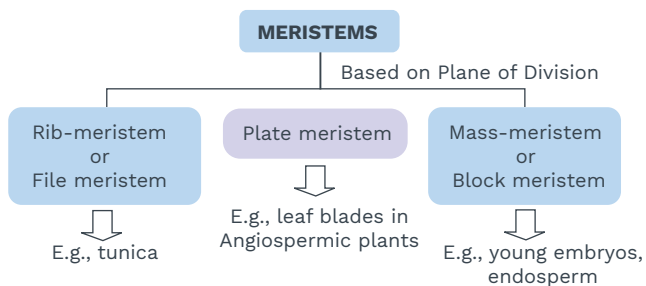 MERISTEMS
Based on Plane of Division
Rib-meristem
or
File meristem
Plate meristem
Mass-meristem
or
Block meristem
E.g., tunica
E.g., leaf blades in
Angiospermic plants
E.g., young embryos,
endosperm